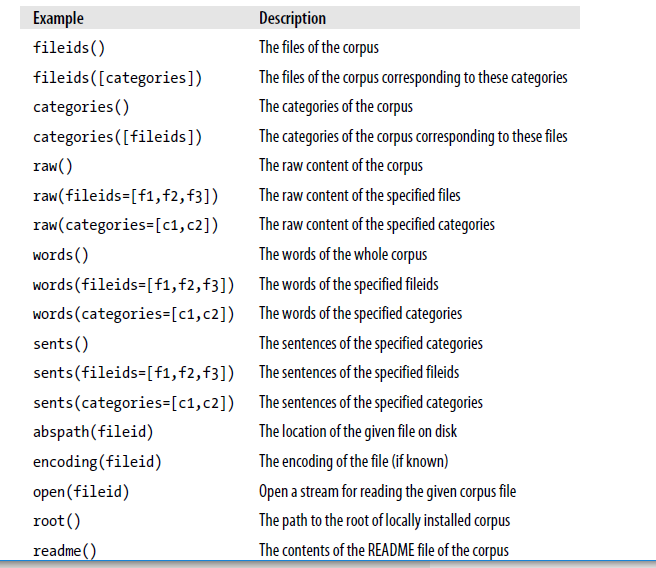 Example Description
fileids() The files of the corpus
fileids([categories]) The files of the corpus corresponding to these categories
categories() The categories of the corpus
categories([fileids]) The categories of the corpus corresponding to these files
raw() The raw content of the corpus
raw(fileids=[f1,f2,f3]) The raw content of the specified files
raw(categories=[c1,c2]) The raw content of the specified categories
words() The words of the whole corpus
words(fileids=[f1,f2,f3]) The words of the specified fileids
words(categories=[c1,c2]) The words of the specified categories
sents() The sentences of the specified categories
sents(fileids=[f1,f2,f3]) The sentences of the specified fileids
sents(categories=[c1,c2]) The sentences of the specified categories
abspath(fileid) The location of the given file on disk
encoding(fileid) The encoding of the file (if known)
open(fileid) Open a stream for reading the given corpus file
root() The path to the root of locally installed corpus
readme() The contents of the README file of the corpus